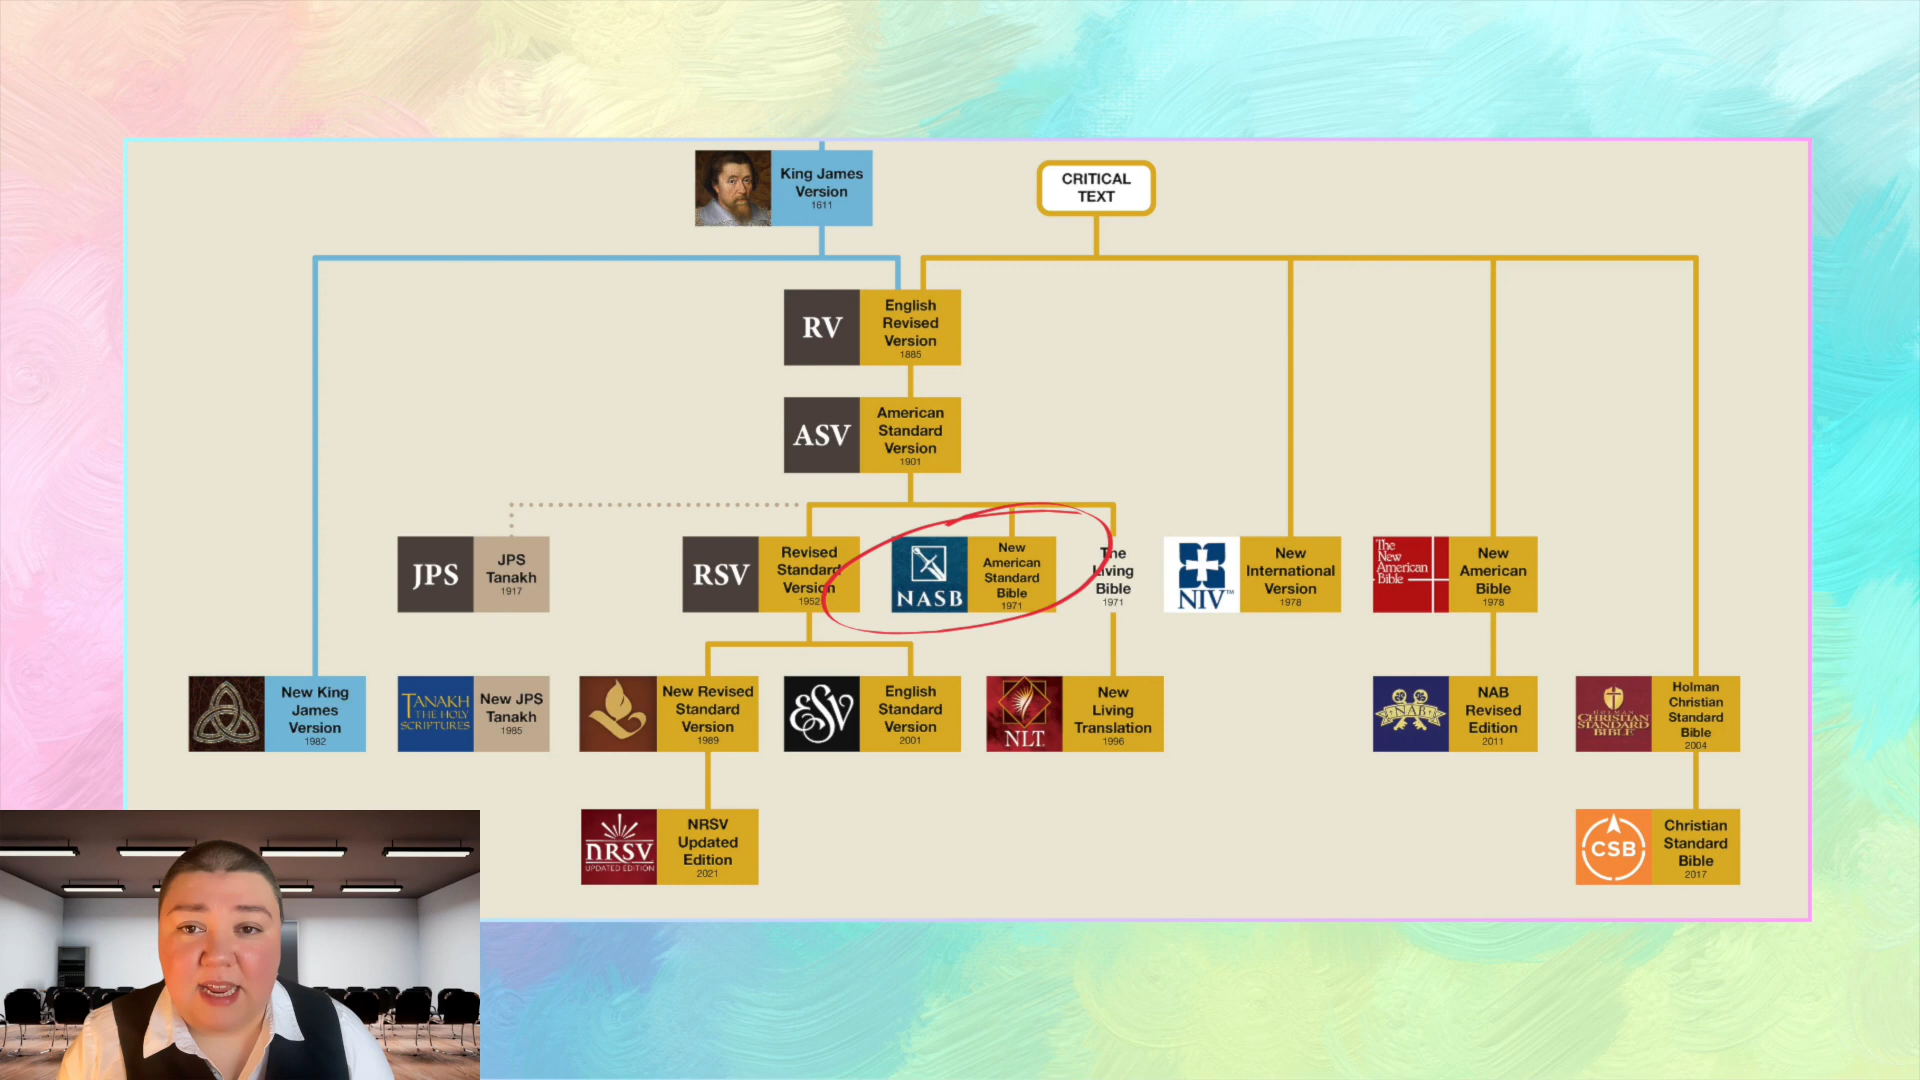 King James
Version
1611
CRITICAL
TEXT
RV
English
Revised
Version
1885
ASV
American
Standard
Version
1901
JPS
JPS
Tanakh
1917
RSV
Revised
Standard
Version
1952
NASB
New
American
Standard
Bible
1971
The
Living
Bible
1971
NIV™
New
International
Version
1978
The
New
American
Bible
New
American
Bible
1978
New King
James
Version
1982
TANAKH
THE HOLY
SCRIPTURES
New JPS
Tanakh
1985
New Revised
Standard
Version
1989
ESV
English
Standard
Version
2001
NLT
New
Living
Translation
1996
NAB
NAB
Revised
Edition
2011
HOLMAN
CHRISTIAN
STANDARD
BIBLE
Holman
Christian
Standard
Bible
2004
NRSV
UPDATED EDITION
NRSV
Updated
Edition
2021
CSB
Christian
Standard
Bible
2017